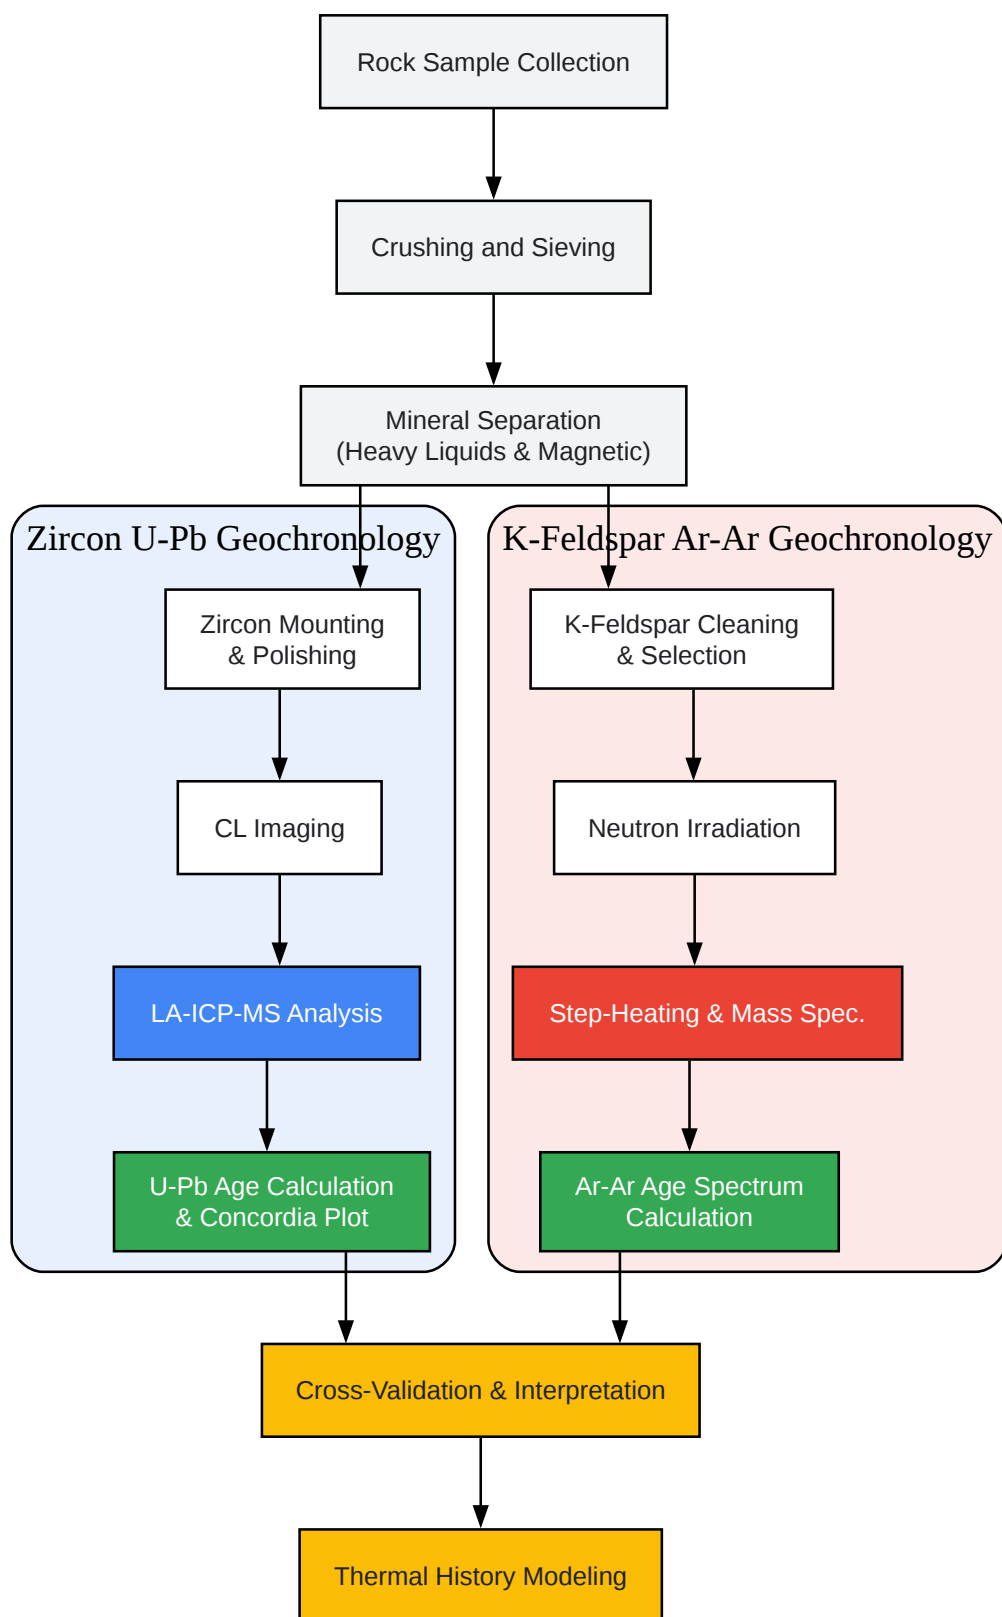 Rock Sample Collection
Crushing and Sieving
Mineral Separation
(Heavy Liquids & Magnetic)
Zircon U-Pb Geochronology
Zircon Mounting
& Polishing
CL Imaging
LA-ICP-MS Analysis
U-Pb Age Calculation
& Concordia Plot
K-Feldspar Ar-Ar Geochronology
K-Feldspar Cleaning
& Selection
Neutron Irradiation
Step-Heating & Mass Spec.
Ar-Ar Age Spectrum
Calculation
Cross-Validation & Interpretation
Thermal History Modeling